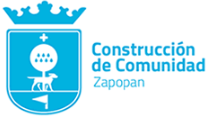 Construcción
de Comunidad
Zapopan